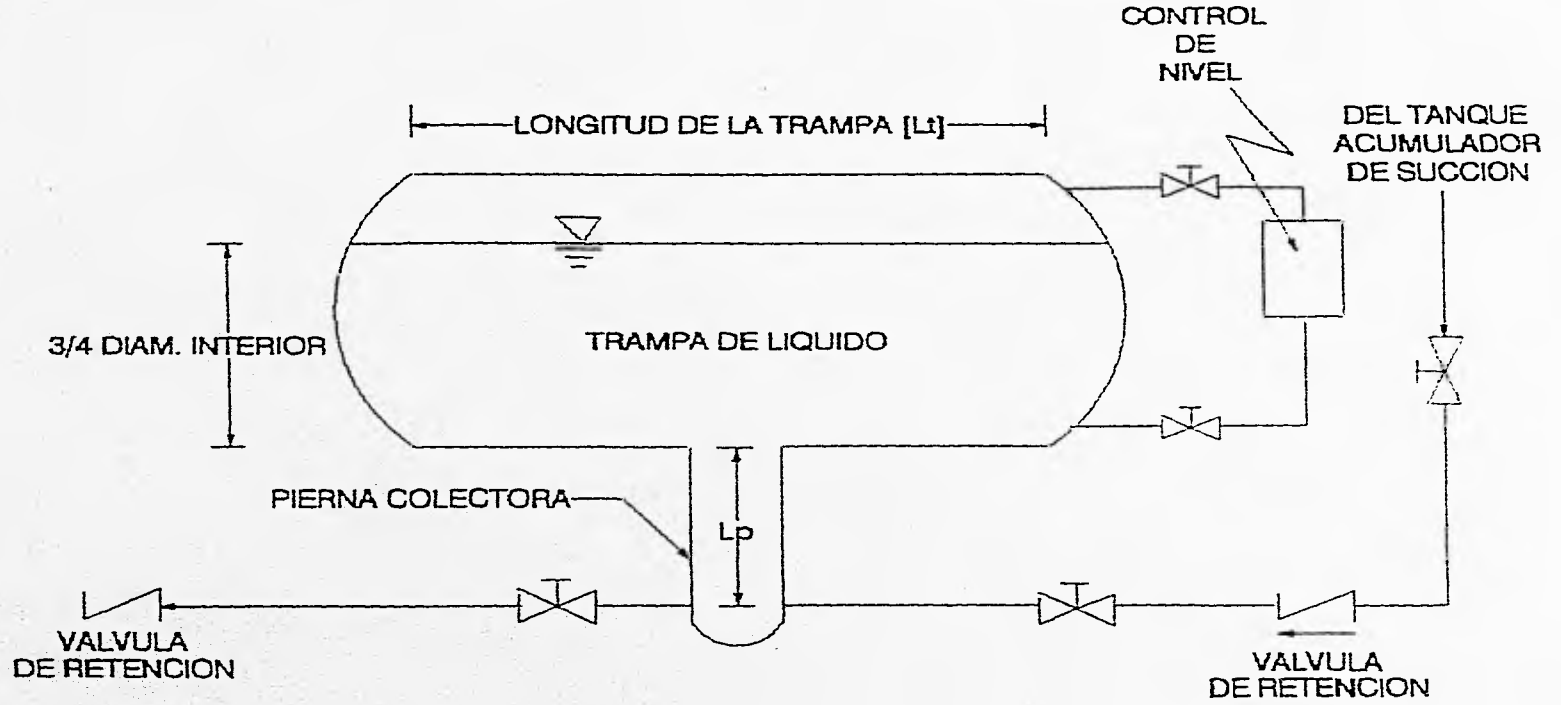 CONTROL
DE
NIVEL
LONGITUD DE LA TRAMPA [Lt]
DEL TANQUE
ACUMULADOR
DE SUCCION
3/4 DIAM. INTERIOR
TRAMPA DE LIQUIDO
PIERNA COLECTORA
Lp
VALVULA
DE RETENCION
VALVULA
DE RETENCION